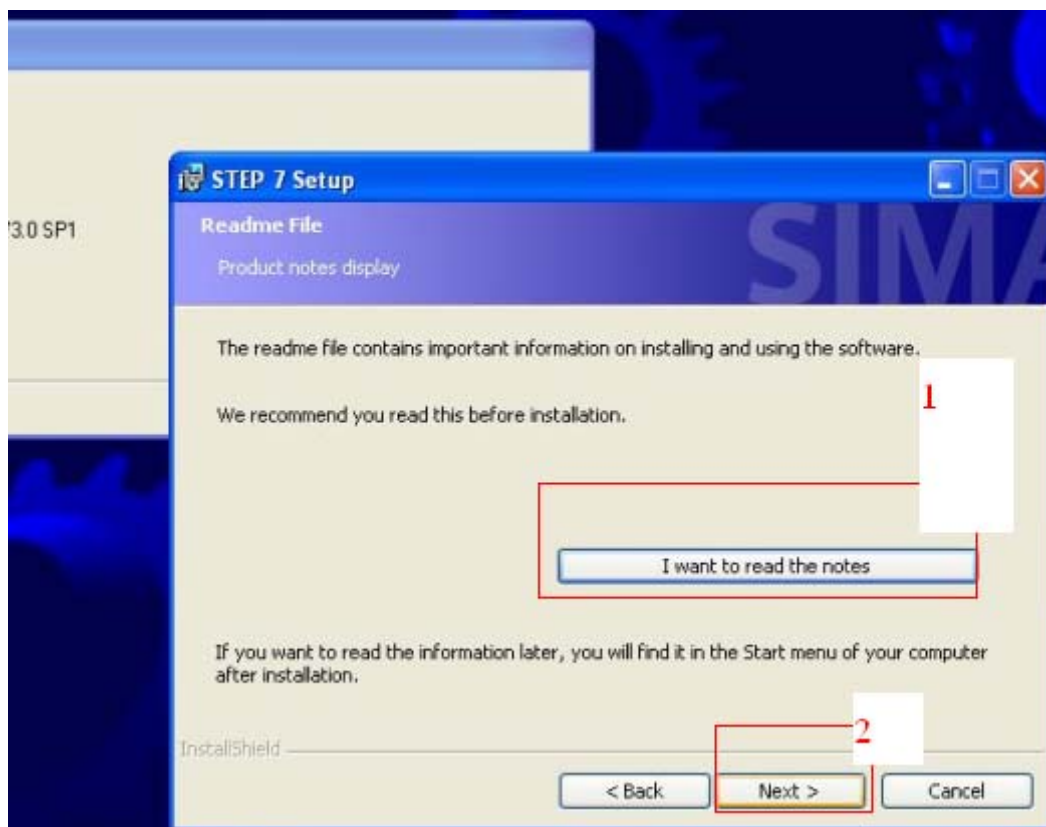 STEP 7 Setup
Readme File
Product notes display
SIMA
3.0 SP1
The readme file contains important information on installing and using the software.
1
We recommend you read this before installation.
I want to read the notes
If you want to read the information later, you will find it in the Start menu of your computer
after installation.
2
InstallShield
< Back
Next >
Cancel